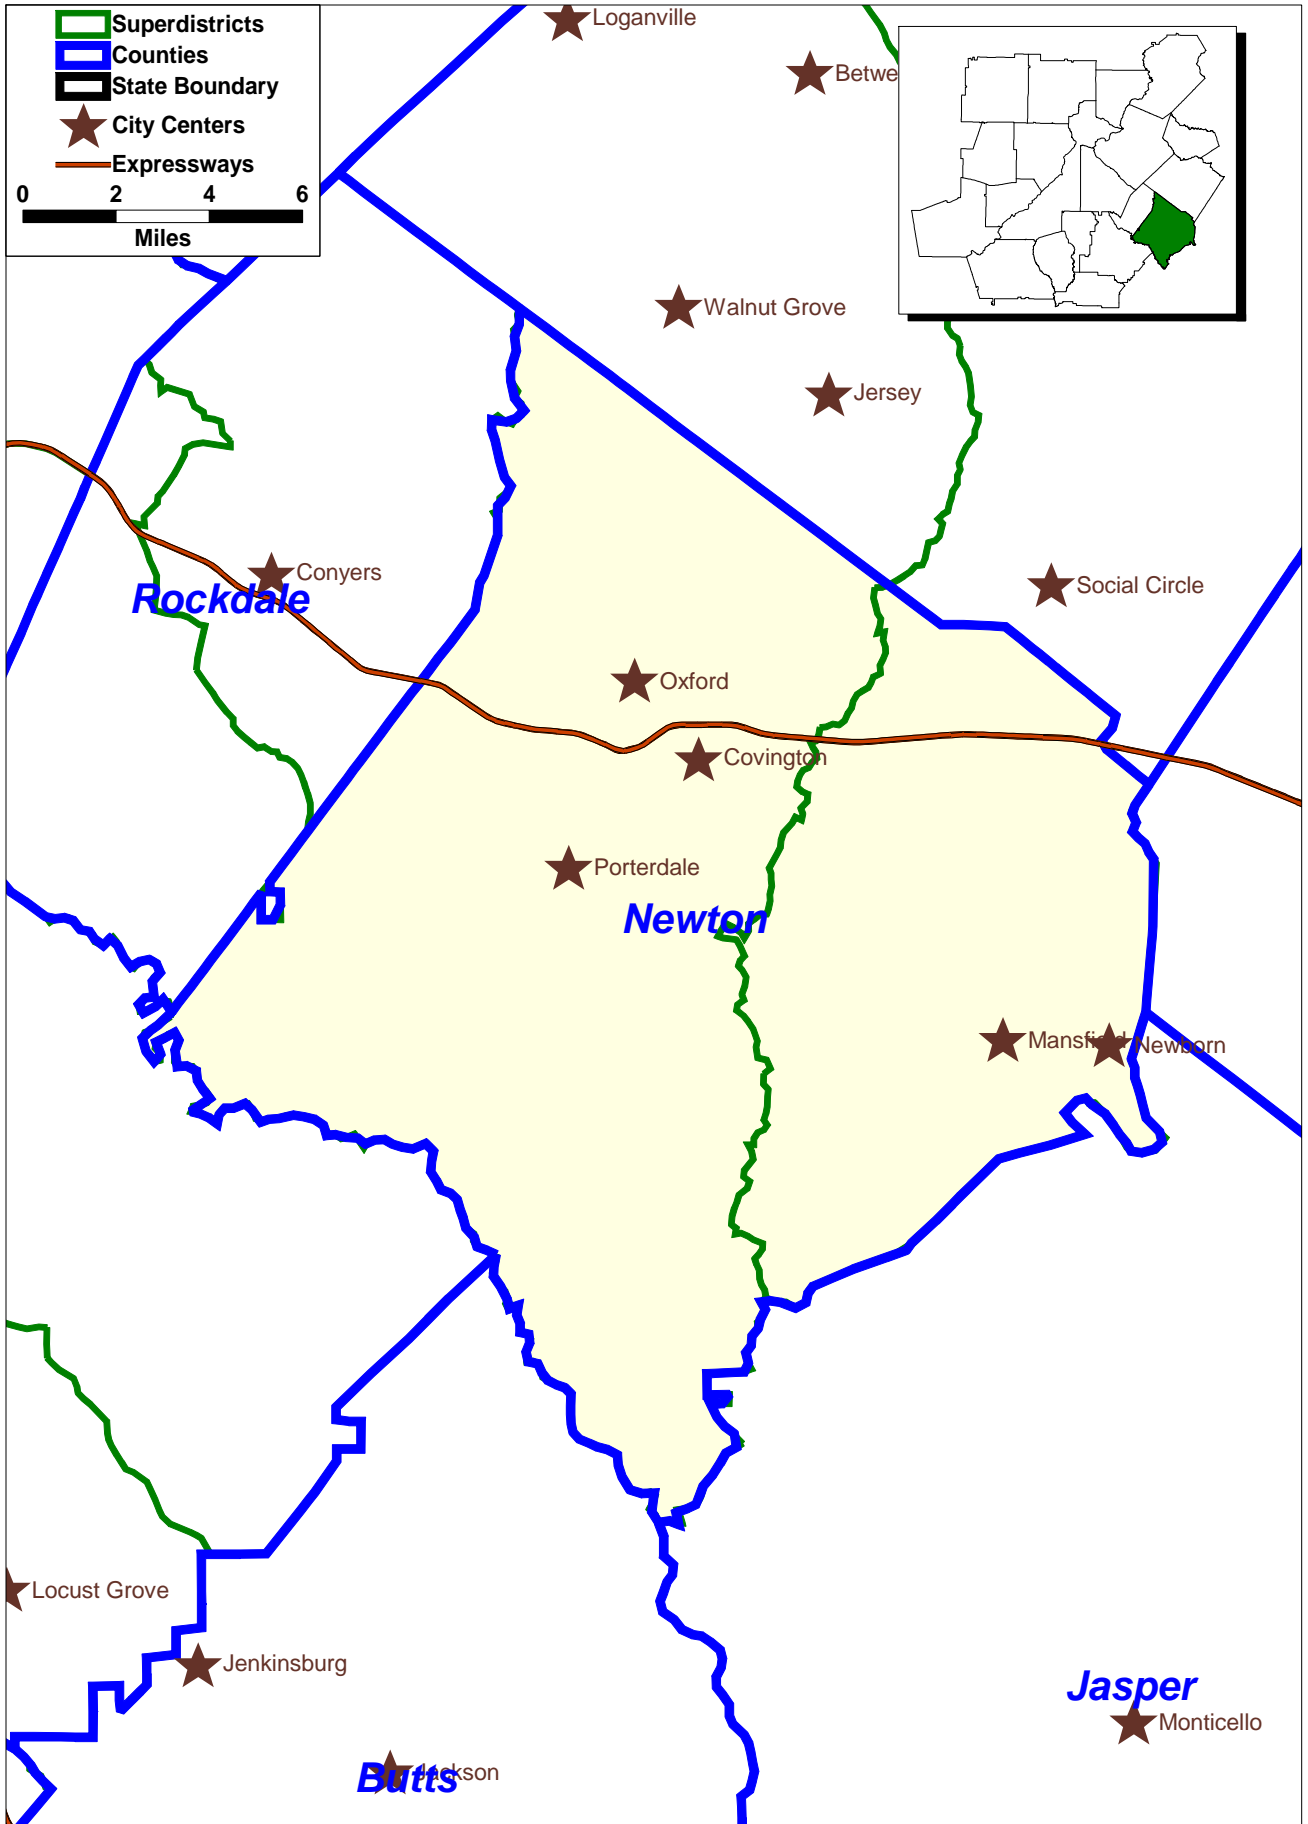 Superdistricts
Counties
State Boundary
City Centers
Expressways
0 2 4 6
Miles
Loganville
Betwe
Walnut Grove
Jersey
Conyers
Rockdale
Social Circle
Oxford
Covington
Porterdale
Newton
Mansfield
Newborn
Locust Grove
Jenkinsburg
Jasper
Monticello
Jackson
Butts